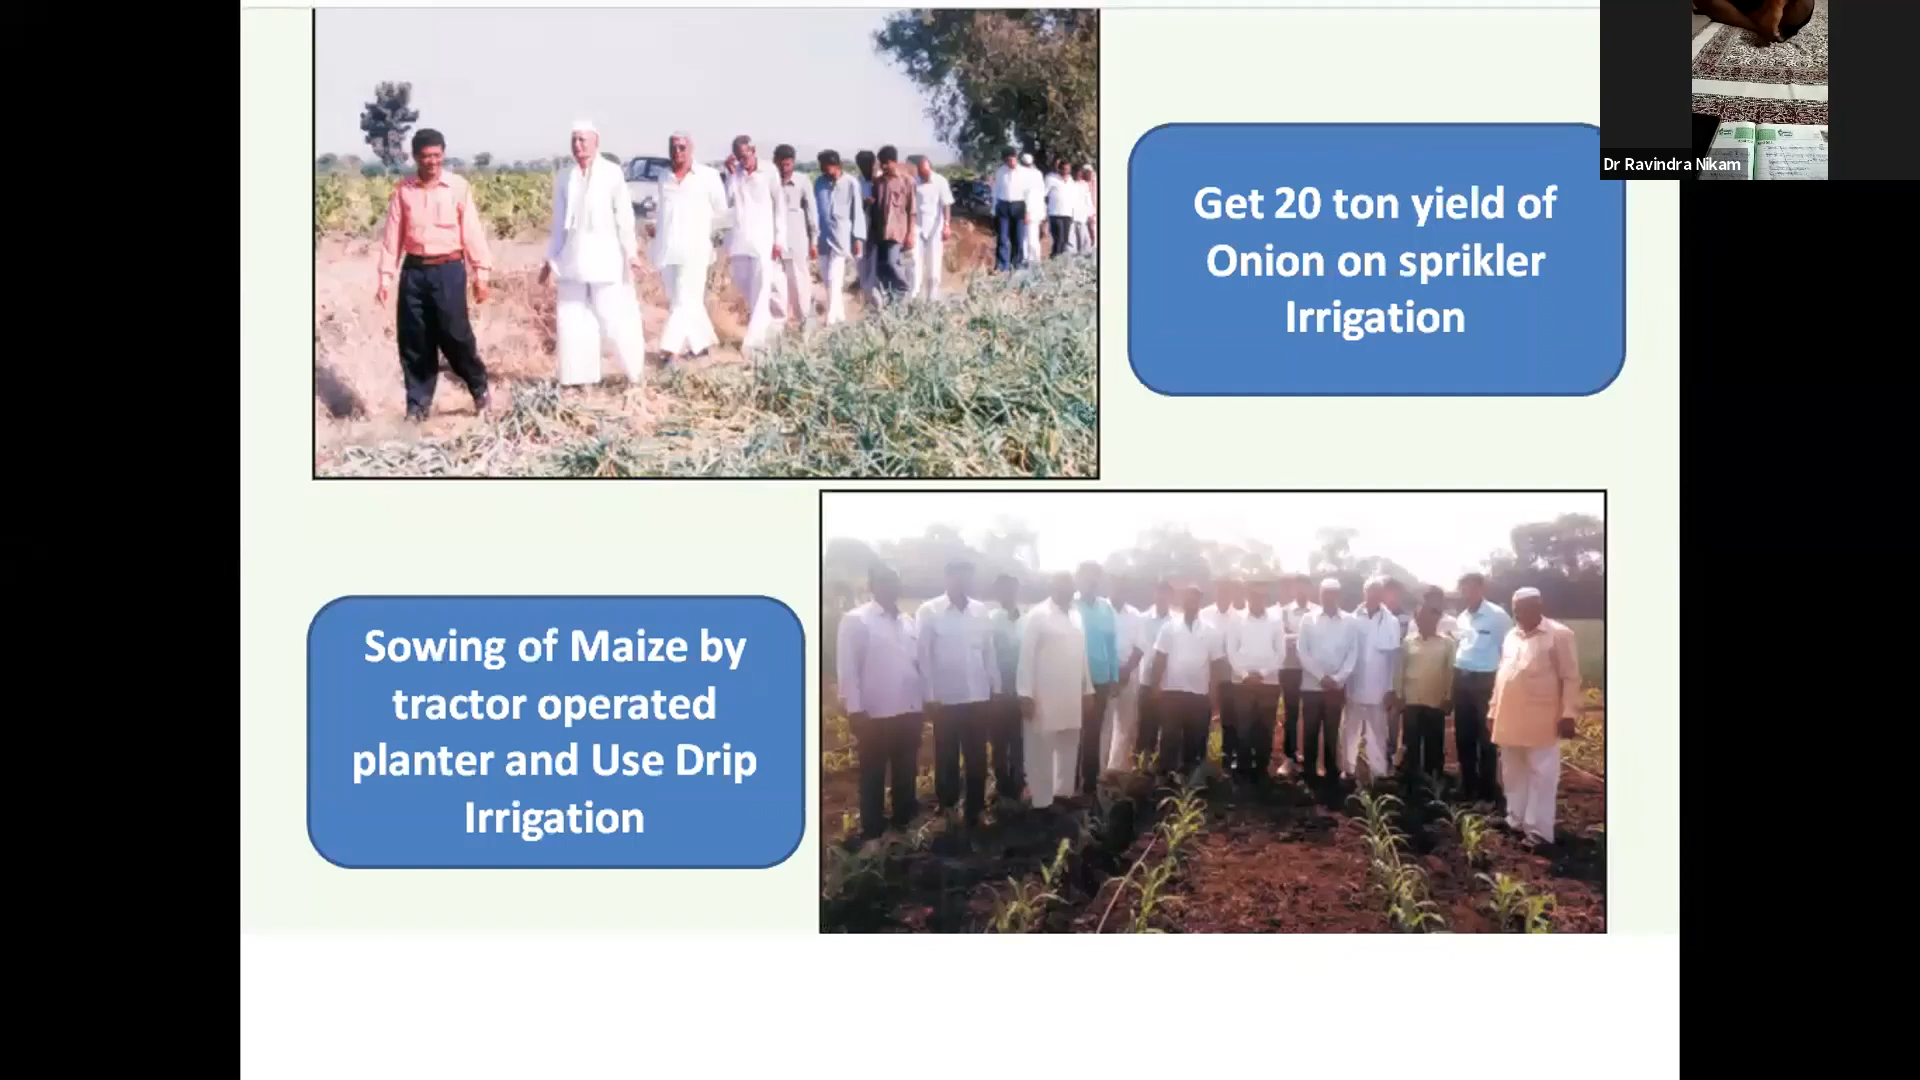 Dr Ravindra Nikam
Get 20 ton yield of
Onion on sprikler
Irrigation
Sowing of Maize by
tractor operated
planter and Use Drip
Irrigation